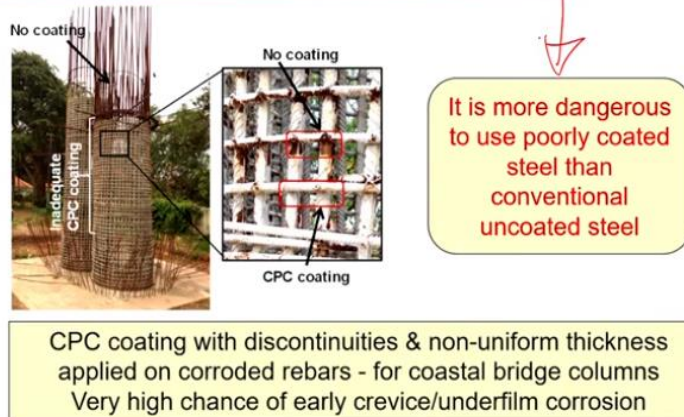 No coating
Inadequate
CPC coating
No coating
CPC coating
It is more dangerous
to use poorly coated
steel than
conventional
uncoated steel
CPC coating with discontinuities & non-uniform thickness
applied on corroded rebars - for coastal bridge columns
Very high chance of early crevice/underfilm corrosion